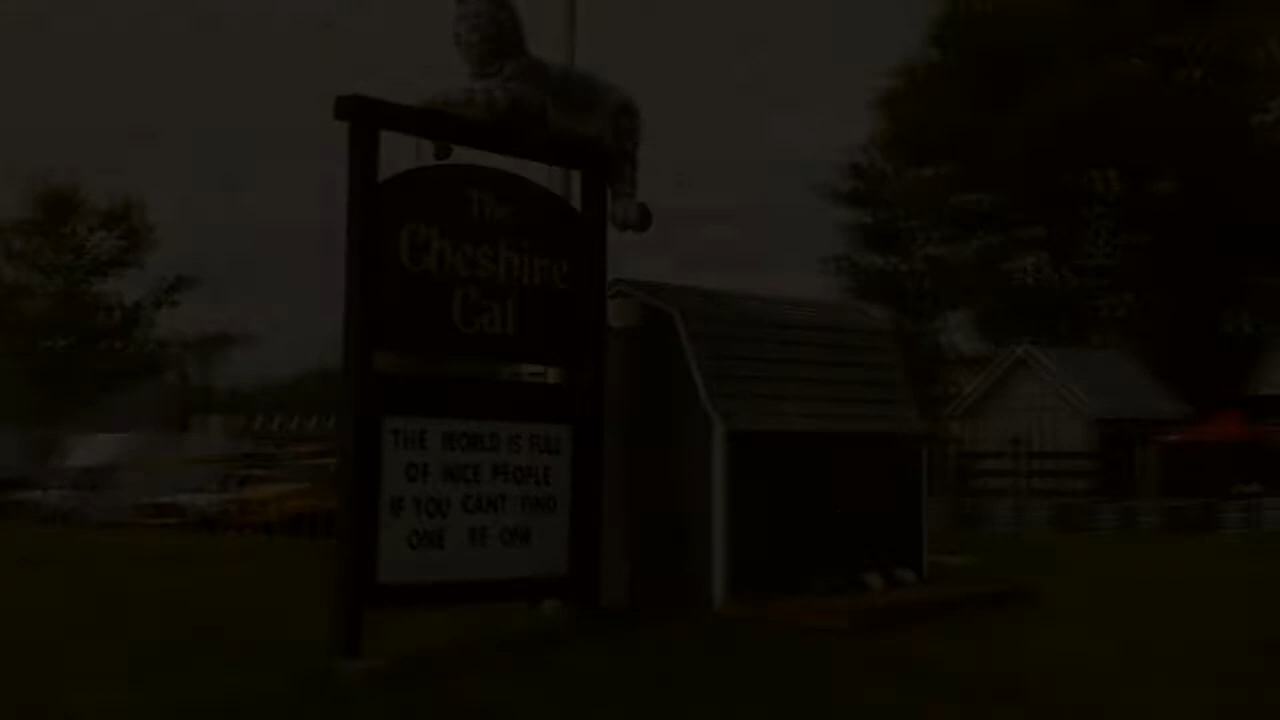 The
Cheshire
Cat
THE WORLD IS FULL
OF NICE PEOPLE
IF YOU CANT FIND
ONE BE ONE